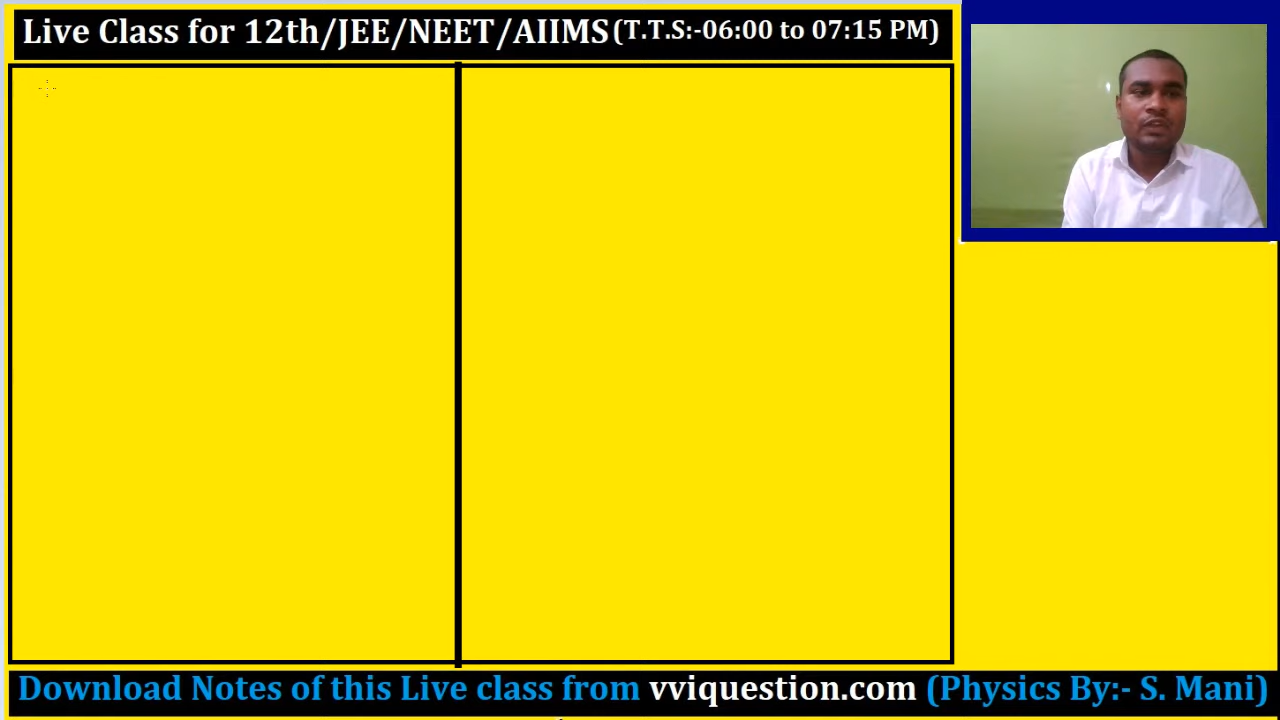 Live Class for 12th/JEE/NEET/AIIMS(T.T.S:-06:00 to 07:15 PM)
Download Notes of this Live class from vviquestion.com (Physics By:- S. Mani)